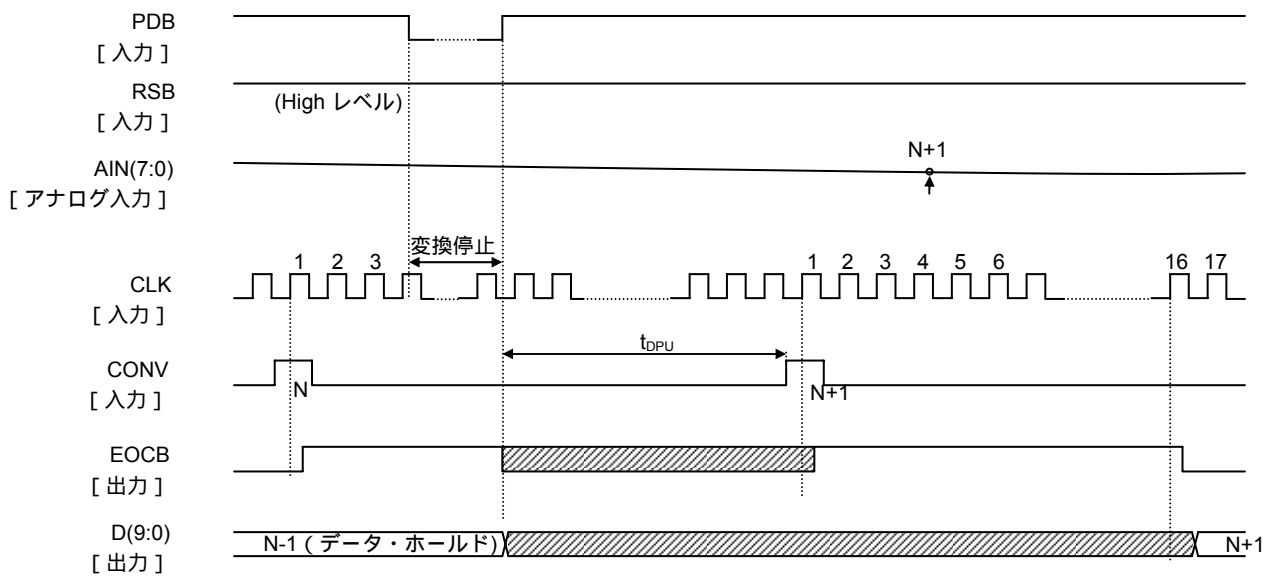 PDB
[ 入力 ]
RSB
(High レベル)
[ 入力 ]
AIN(7:0)
[ アナログ入力 ]
N+1
変換停止
1 2 3
1 2 3 4 5 6
16 17
CLK
[ 入力 ]
tDPU
CONV
[ 入力 ]
N
N+1
EOCB
[ 出力 ]
D(9:0)
[ 出力 ]
N-1 ( データ・ホールド)
N+1